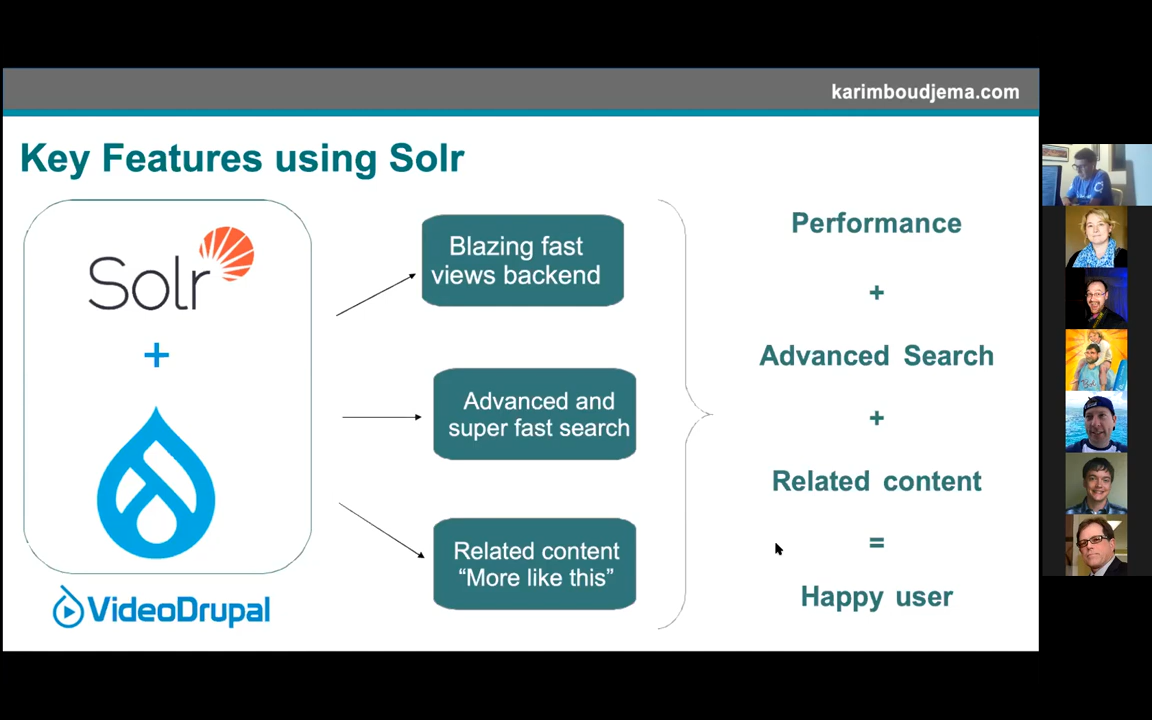 karimboudjema.com
Key Features using Solr
Solr
+
VideoDrupal
Blazing fast
views backend
Advanced and
super fast search
Related content
“More like this”
Performance
+
Advanced Search
+
Related content
=
Happy user